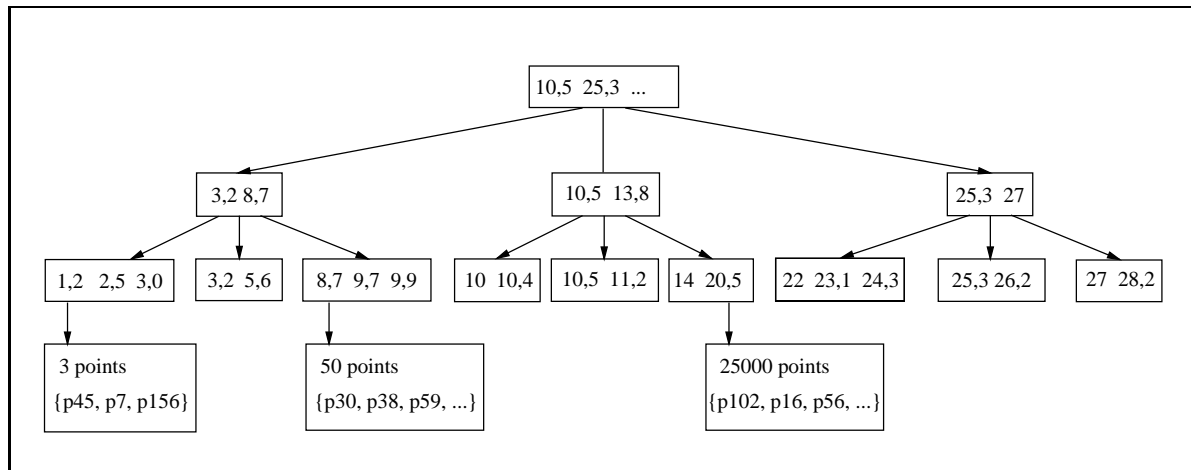 10,5 25,3 ...
3,2 8,7
10,5 13,8
25,3 27
1,2 2,5 3,0
3,2 5,6
8,7 9,7 9,9
10 10,4
10,5 11,2
14 20,5
22 23,1 24,3
25,3 26,2
27 28,2
3 points
{p45, p7, p156}
50 points
{p30, p38, p59, ...}
25000 points
{p102, p16, p56, ...}